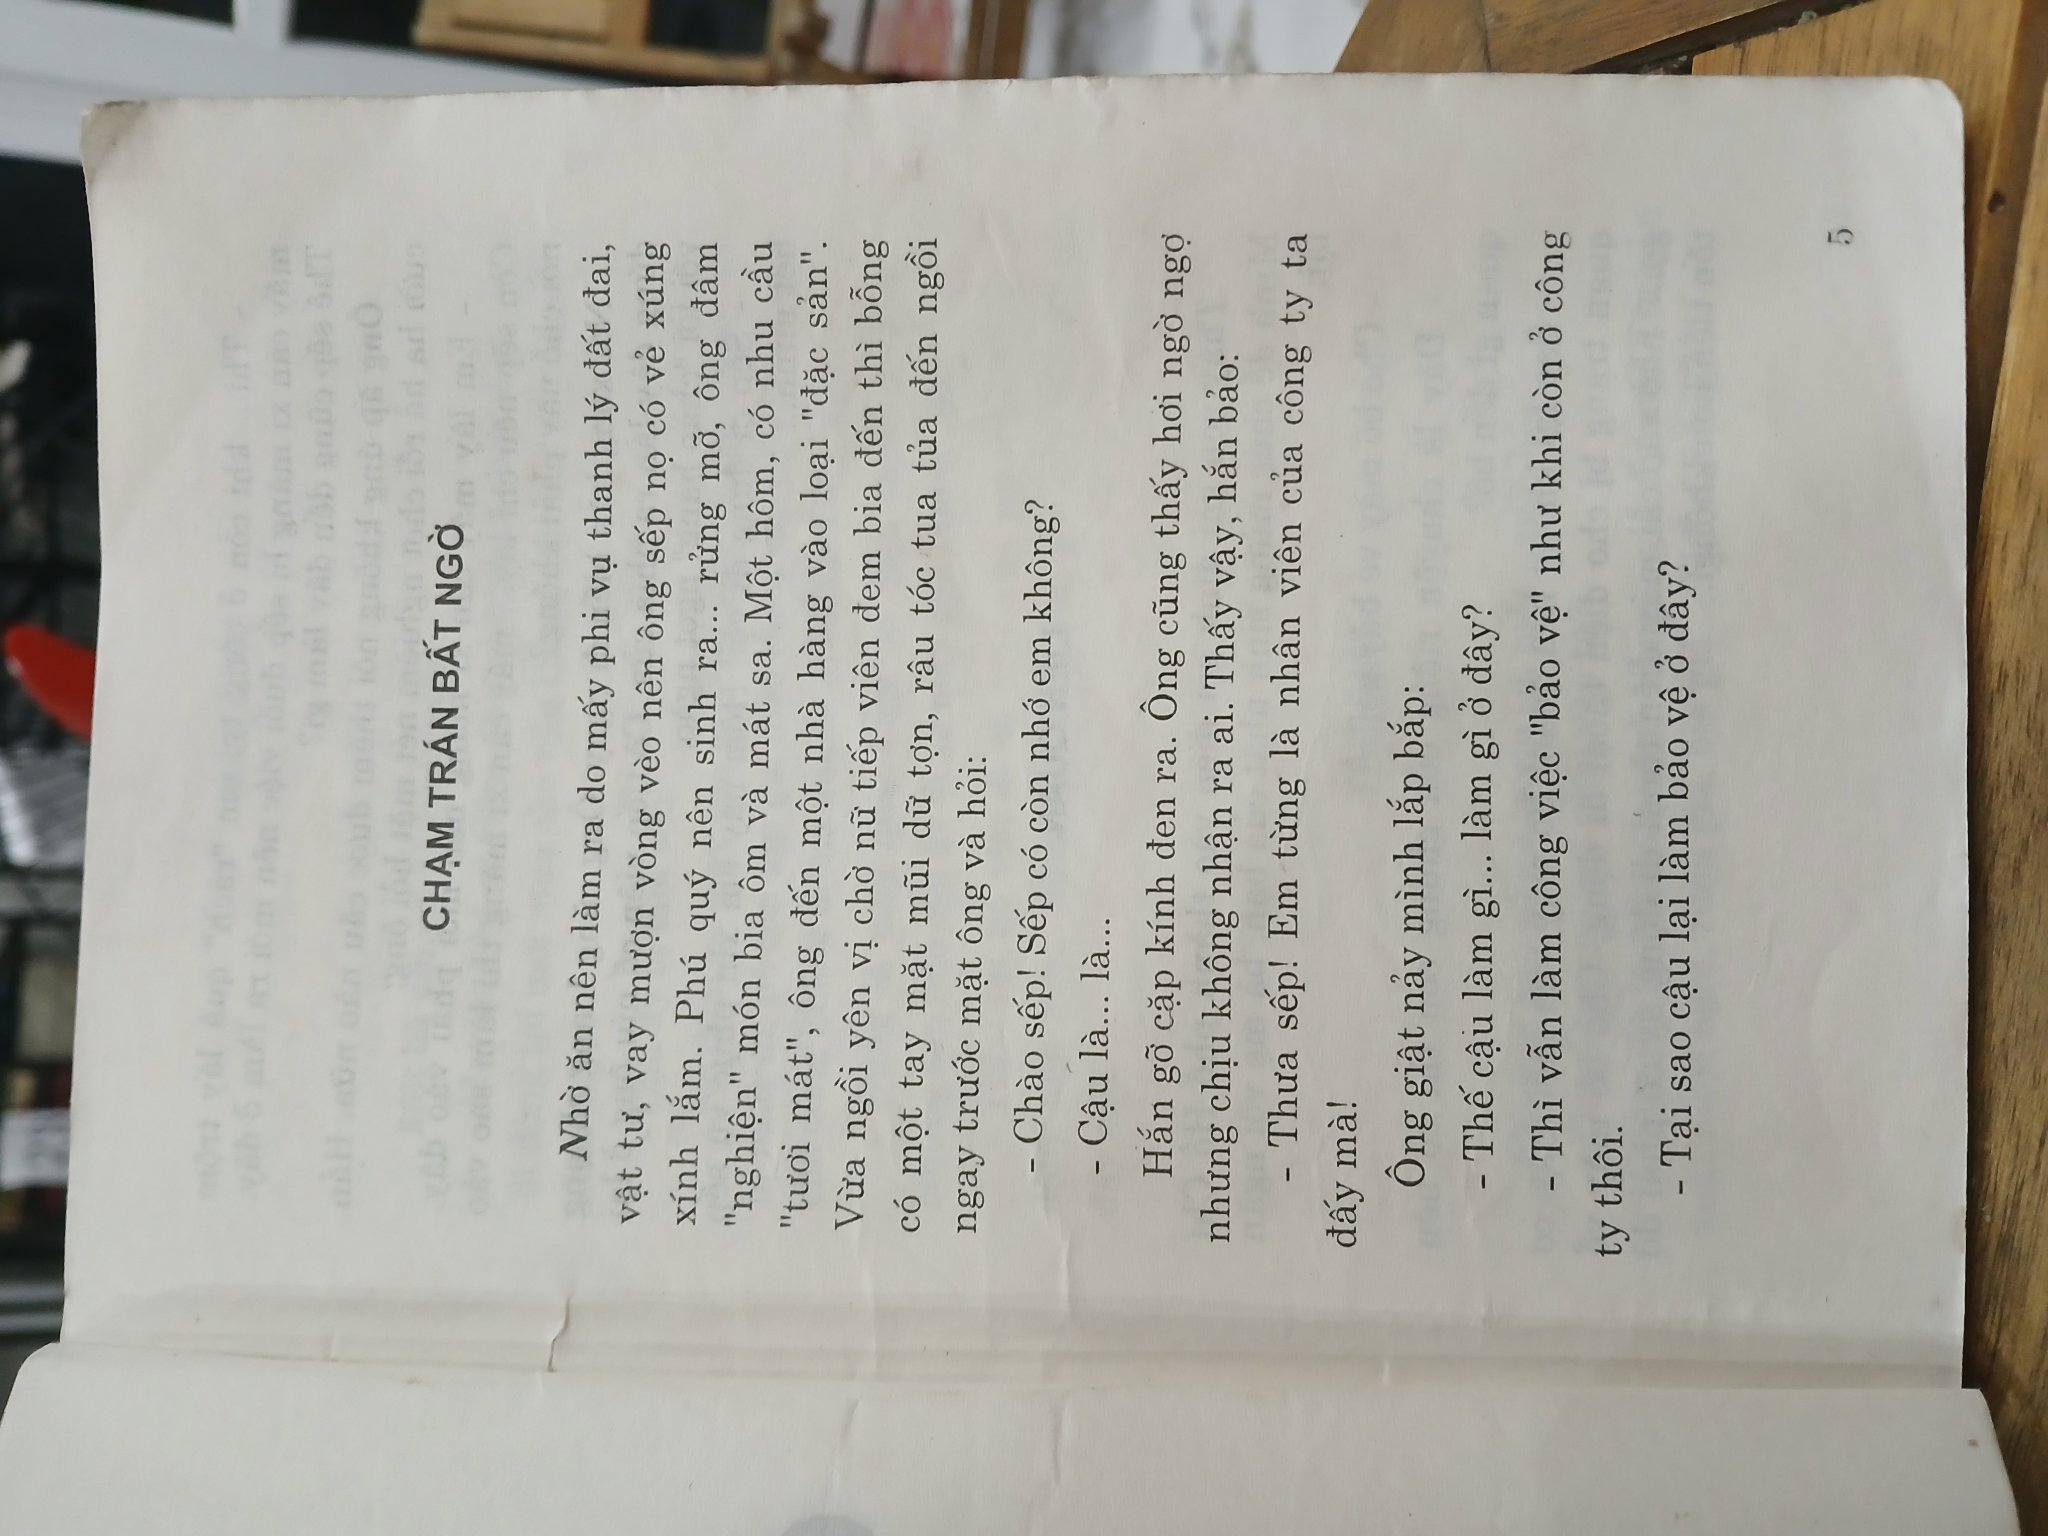 CHẠM TRÁN BẤT NGỜ
Nhờ ăn nên làm ra do mấy phi vụ thanh lý đất đai,
vật tư, vay mượn vòng vèo nên ông sếp nọ có vẻ xúng
xính lắm. Phú quý nên sinh ra... rửng mỡ, ông đâm
"nghiện" món bia ôm và mát sa. Một hôm, có nhu cầu
"tươi mát", ông đến một nhà hàng vào loại "đặc sản".
Vừa ngồi yên vị chờ nữ tiếp viên đem bia đến thì bỗng
có một tay mặt mũi dữ tợn, râu tóc tua tủa đến ngồi
ngay trước mặt ông và hỏi:
- Chào sếp! Sếp có còn nhớ em không?
- Cậu là... là...
Hắn gỡ cặp kính đen ra. Ông cũng thấy hơi ngờ ngợ
nhưng chịu không nhận ra ai. Thấy vậy, hắn bảo:
- Thưa sếp! Em từng là nhân viên của công ty ta
đấy mà!
Ông giật nảy mình lắp bắp:
- Thế cậu làm gì... làm gì ở đây?
- Thì vẫn làm công việc "bảo vệ" như khi còn ở công
ty thôi.
- Tại sao cậu lại làm bảo vệ ở đây?
5